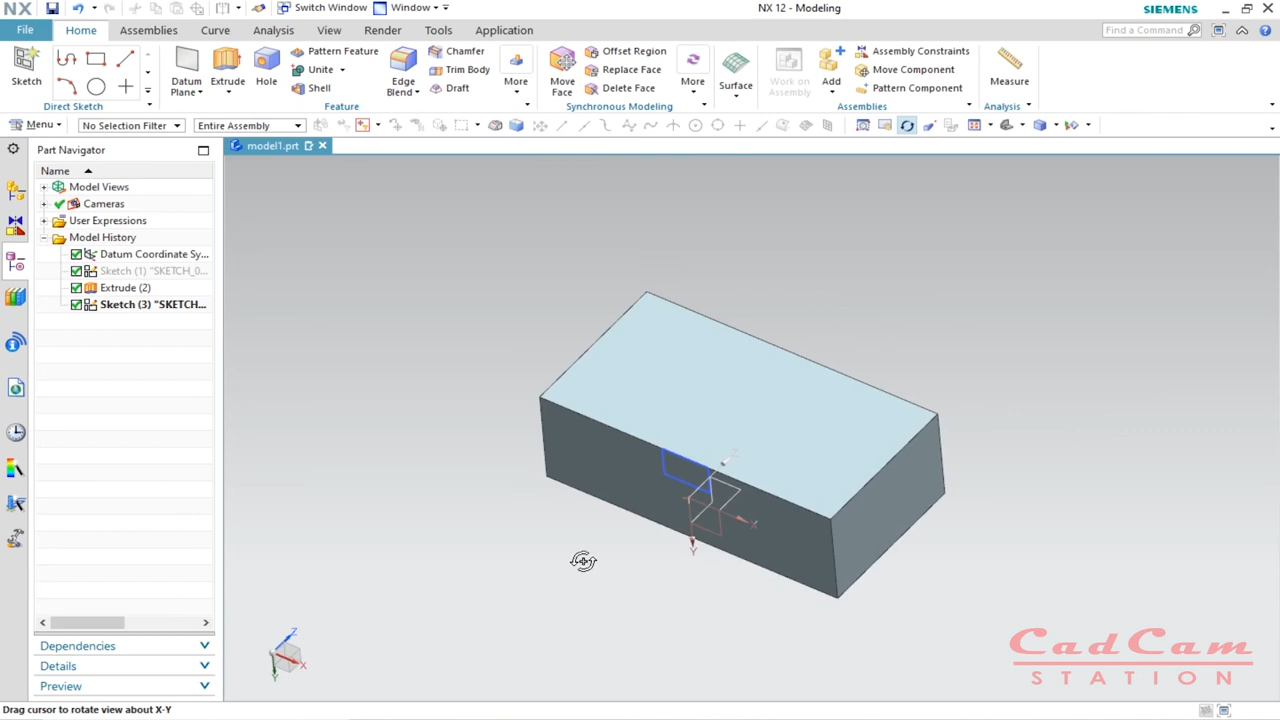 NX
Switch Window
Window
NX 12 - Modeling
SIEMENS
File
Home
Assemblies
Curve
Analysis
View
Render
Tools
Application
Find a Command
Sketch
Direct Sketch
Datum
Plane
Extrude
Hole
Pattern Feature
Unite
Shell
Edge
Blend
Chamfer
Trim Body
Draft
More
Feature
Move
Face
Offset Region
Replace Face
Delete Face
More
Synchronous Modeling
Surface
Work on
Assembly
Add
Assembly Constraints
Move Component
Pattern Component
Assemblies
Measure
Analysis
Menu
No Selection Filter
Entire Assembly
Part Navigator
model1.prt
Name
Model Views
Cameras
User Expressions
Model History
Datum Coordinate Sy...
Sketch (1) "SKETCH_0...
Extrude (2)
Sketch (3) "SKETCH...
Z
X
Y
Z
X
Y
Dependencies
Details
Preview
CadCam
STATION
Drag cursor to rotate view about X-Y